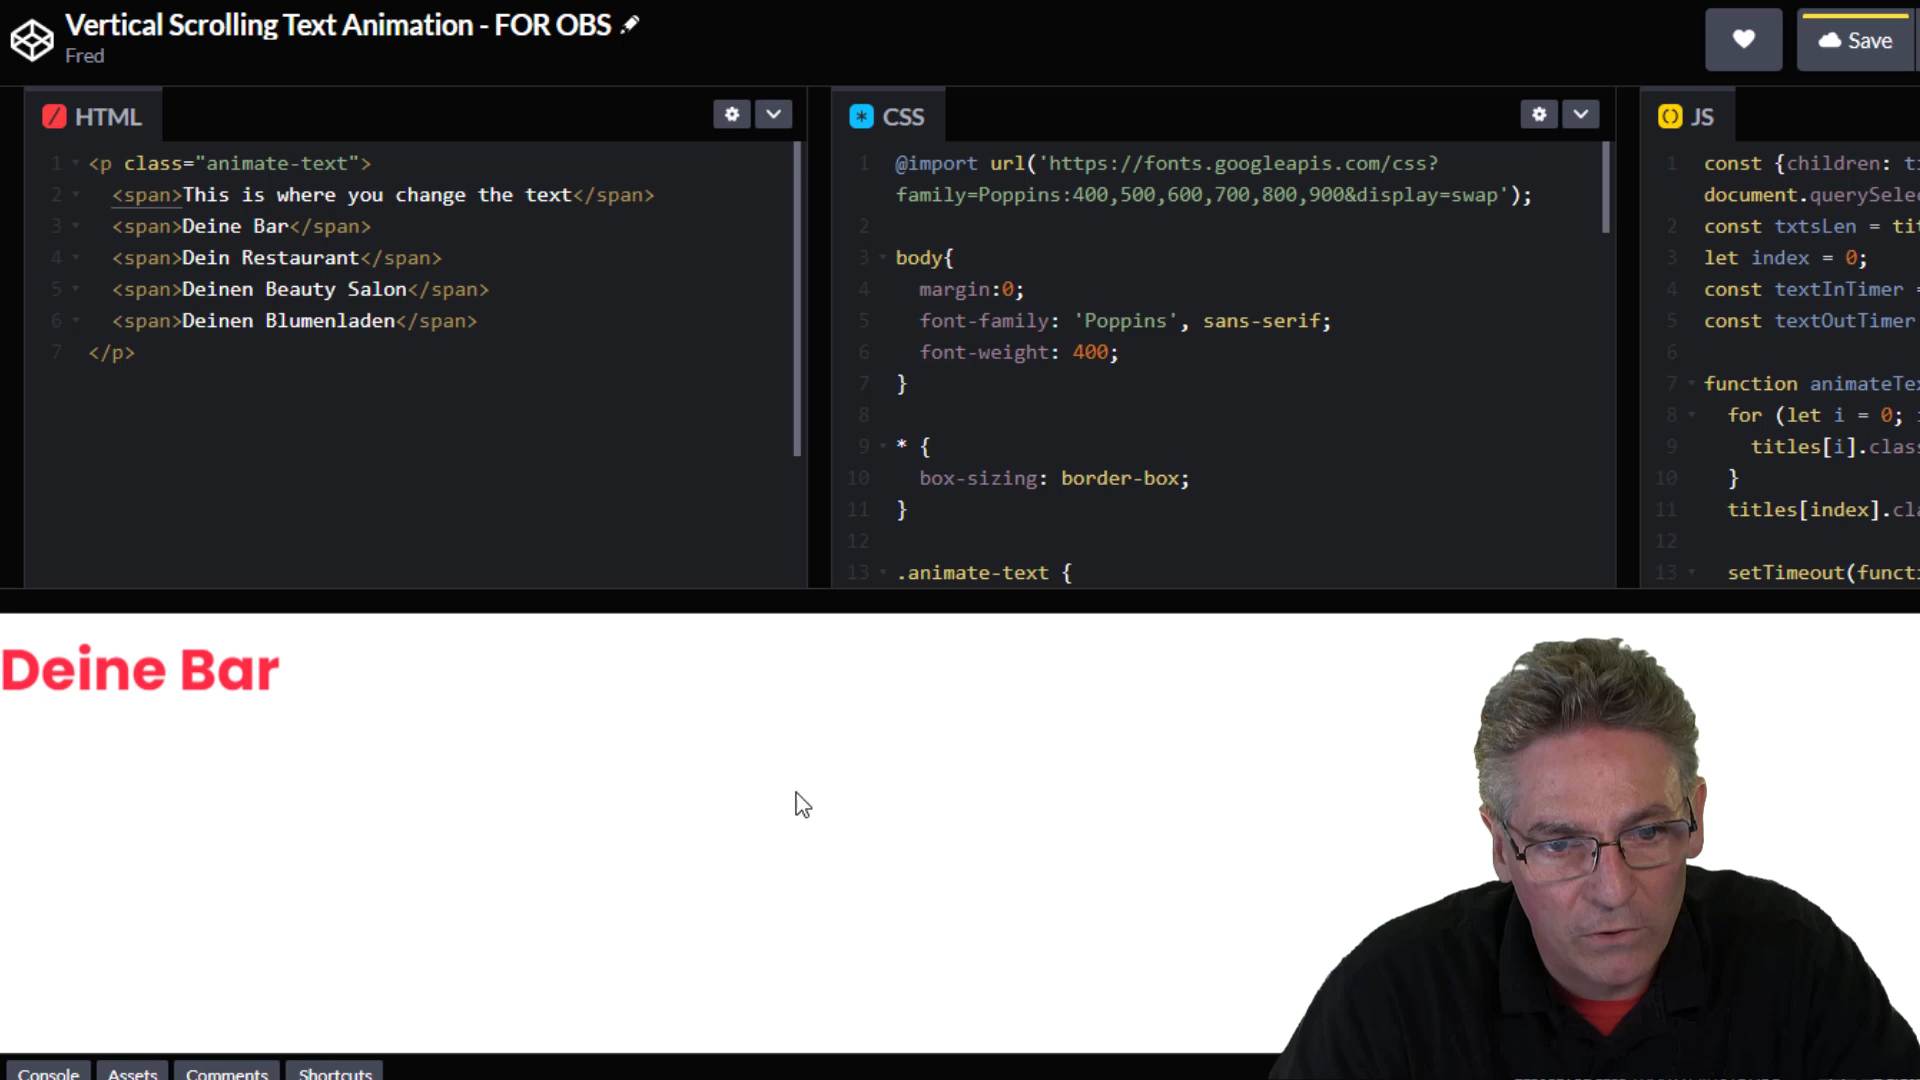 Vertical Scrolling Text Animation - FOR OBS
Fred
Save
HTML
1 <p class="animate-text">
2 <span>This is where you change the text</span>
3 <span>Deine Bar</span>
4 <span>Dein Restaurant</span>
5 <span>Deinen Beauty Salon</span>
6 <span>Deinen Blumenladen</span>
7 </p>
CSS
1 @import url('https://fonts.googleapis.com/css?
family=Poppins:400,500,600,700,800,900&display=swap');
2
3 body{
4 margin:0;
5 font-family: 'Poppins', sans-serif;
6 font-weight: 400;
7 }
8
9 * {
10 box-sizing: border-box;
11 }
12
13 .animate-text {
JS
1 const {children: ti
document.querySelec
2 const txtsLen = tit
3 let index = 0;
4 const textInTimer =
5 const textOutTimer
6
7 function animateTex
8 for (let i = 0; i
9 titles[i].class
10 }
11 titles[index].cla
12
13 setTimeout(functi
Deine Bar
Console
Assets
Comments
Shortcuts